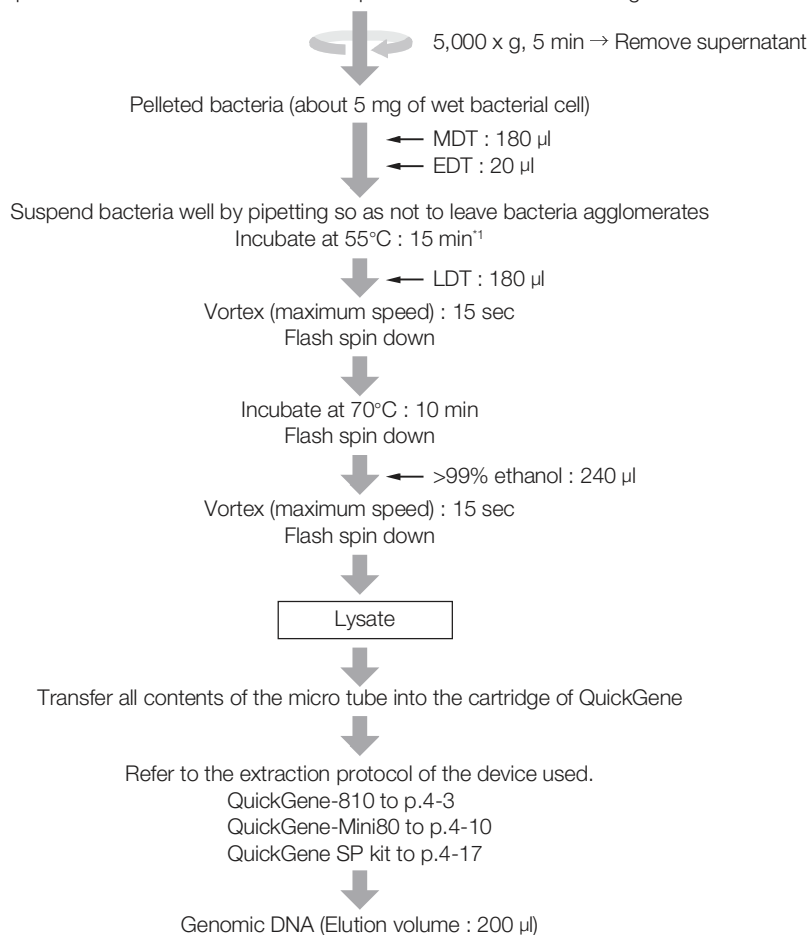 5,000 x g, 5 min → Remove supernatant
Pelleted bacteria (about 5 mg of wet bacterial cell)
MDT : 180 µl
EDT : 20 µl
Suspend bacteria well by pipetting so as not to leave bacteria agglomerates
Incubate at 55°C : 15 min*1
LDT : 180 µl
Vortex (maximum speed) : 15 sec
Flash spin down
Incubate at 70°C : 10 min
Flash spin down
>99% ethanol : 240 µl
Vortex (maximum speed) : 15 sec
Flash spin down
Lysate
Transfer all contents of the micro tube into the cartridge of QuickGene
Refer to the extraction protocol of the device used.
QuickGene-810 to p.4-3
QuickGene-Mini80 to p.4-10
QuickGene SP kit to p.4-17
Genomic DNA (Elution volume : 200 µl)